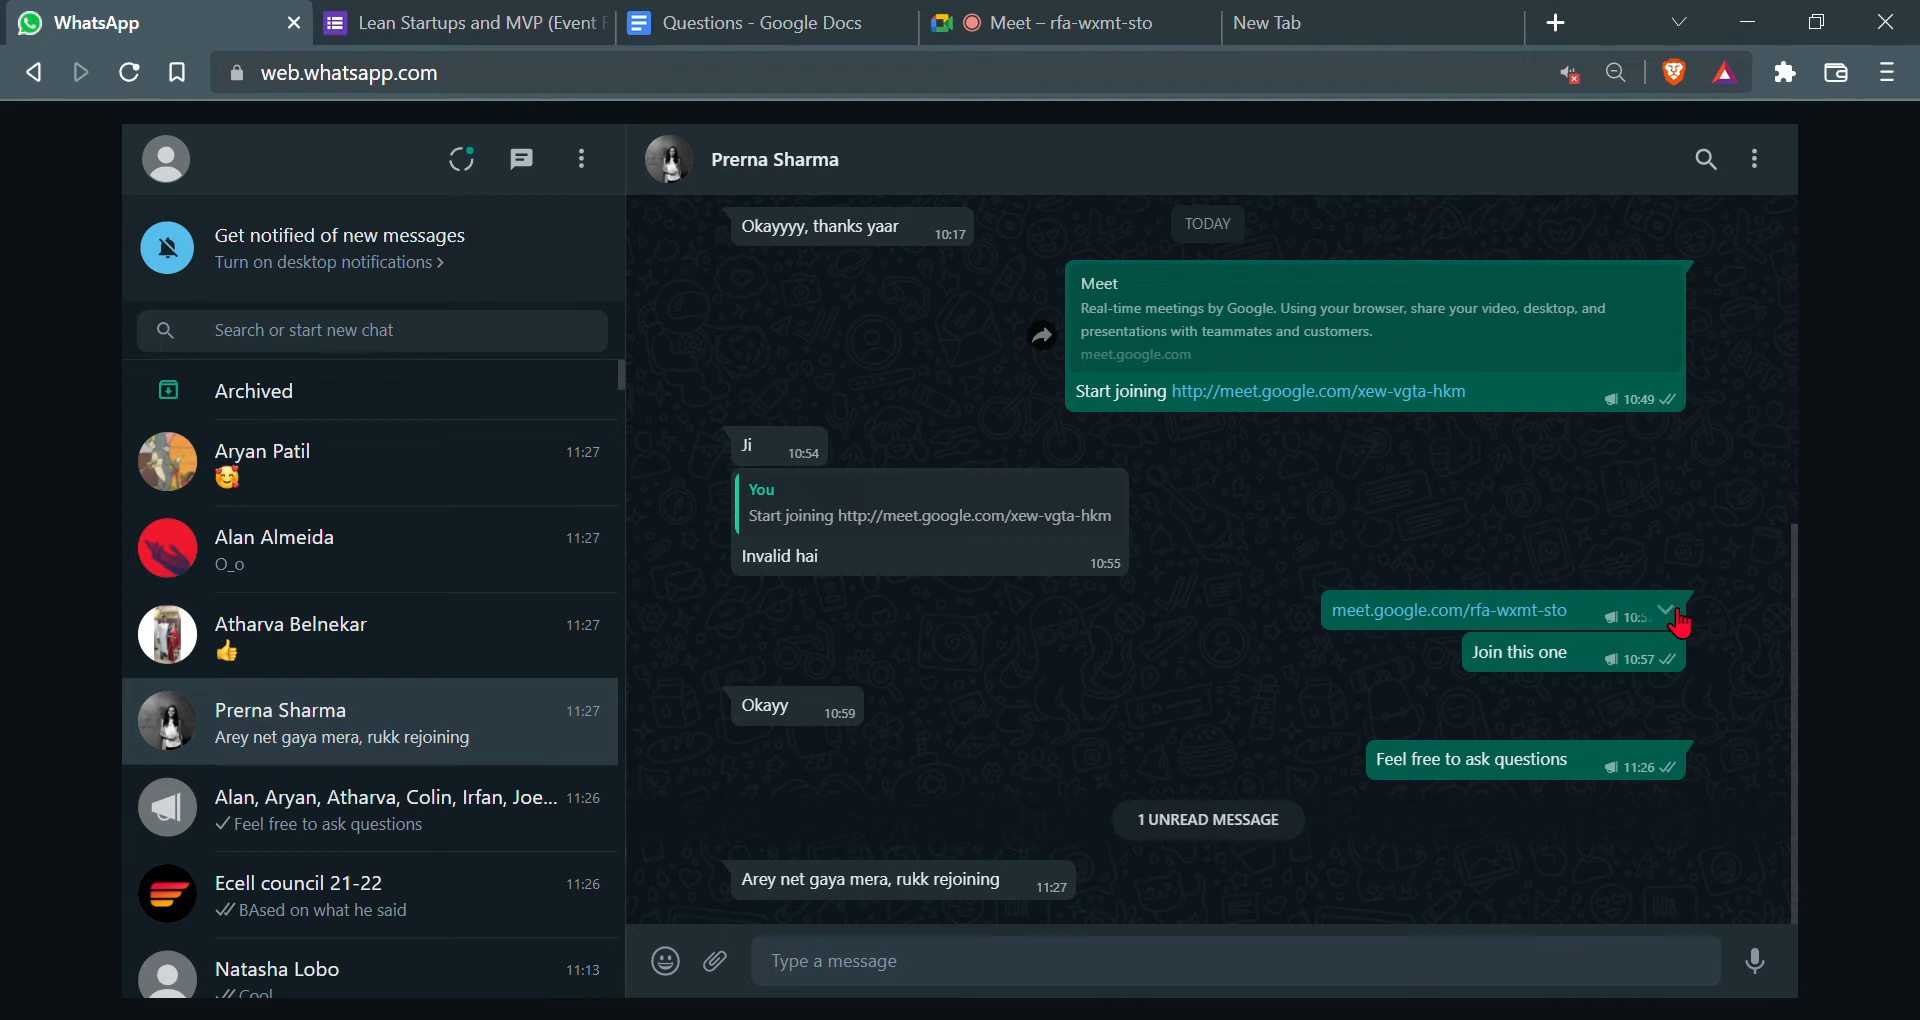 WhatsApp
Lean Startups and MVP (Event
Questions - Google Docs
Meet – rfa-wxmt-sto
New Tab
web.whatsapp.com
Get notified of new messages
Turn on desktop notifications >
Search or start new chat
Archived
Aryan Patil 11:27
🥰
Alan Almeida 11:27
O_o
Atharva Belnekar 11:27
👍
Prerna Sharma 11:27
Arey net gaya mera, rukk rejoining
Alan, Aryan, Atharva, Colin, Irfan, Joe... 11:26
Feel free to ask questions
Ecell council 21-22 11:26
BAsed on what he said
Natasha Lobo 11:13
Cool
Prerna Sharma
Okayyyy, thanks yaar 10:17
TODAY
Meet
Real-time meetings by Google. Using your browser, share your video, desktop, and
presentations with teammates and customers.
meet.google.com
Start joining http://meet.google.com/xew-vgta-hkm 10:49
Ji 10:54
You
Start joining http://meet.google.com/xew-vgta-hkm
Invalid hai 10:55
meet.google.com/rfa-wxmt-sto
Join this one 10:57
Okayy 10:59
Feel free to ask questions 11:26
1 UNREAD MESSAGE
Arey net gaya mera, rukk rejoining 11:27
Type a message